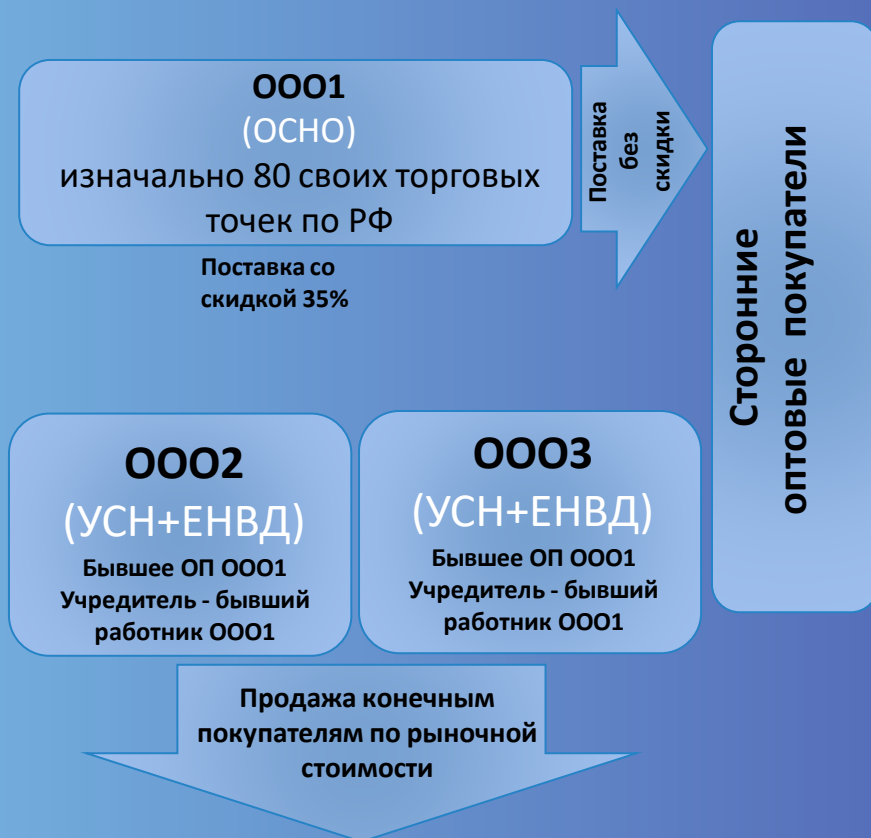 ООО1
(ОСНО)
изначально 80 своих торговых
точек по РФ
Поставка
без
скидки
Сторонние
оптовые покупатели
Поставка со
скидкой 35%
ООО2
(УСН+ЕНВД)
Бывшее ОП ООО1
Учредитель - бывший
работник ООО1
ООО3
(УСН+ЕНВД)
Бывшее ОП ООО1
Учредитель - бывший
работник ООО1
Продажа конечным
покупателям по рыночной
стоимости